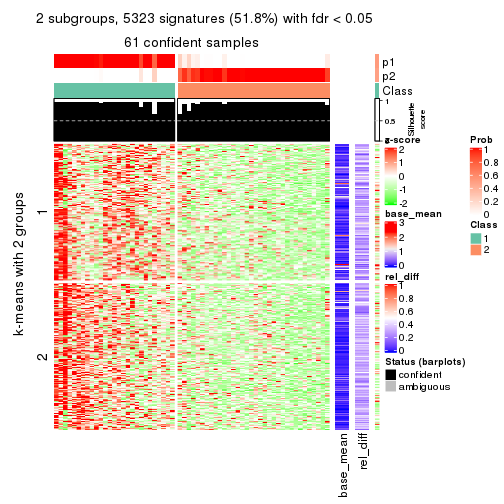 2 subgroups, 5323 signatures (51.8%) with fdr < 0.05
61 confident samples
p1
p2
Class
1
0.5
0
Silhouette
score
k-means with 2 groups
1
2
base_mean
rel_diff
z-score
2
1
0
-1
-2
base_mean
3
2
1
0
rel_diff
1
0.8
0.6
0.4
0.2
0
Status (barplots)
confident
ambiguous
Prob
1
0.8
0.6
0.4
0.2
0
Class
1
2